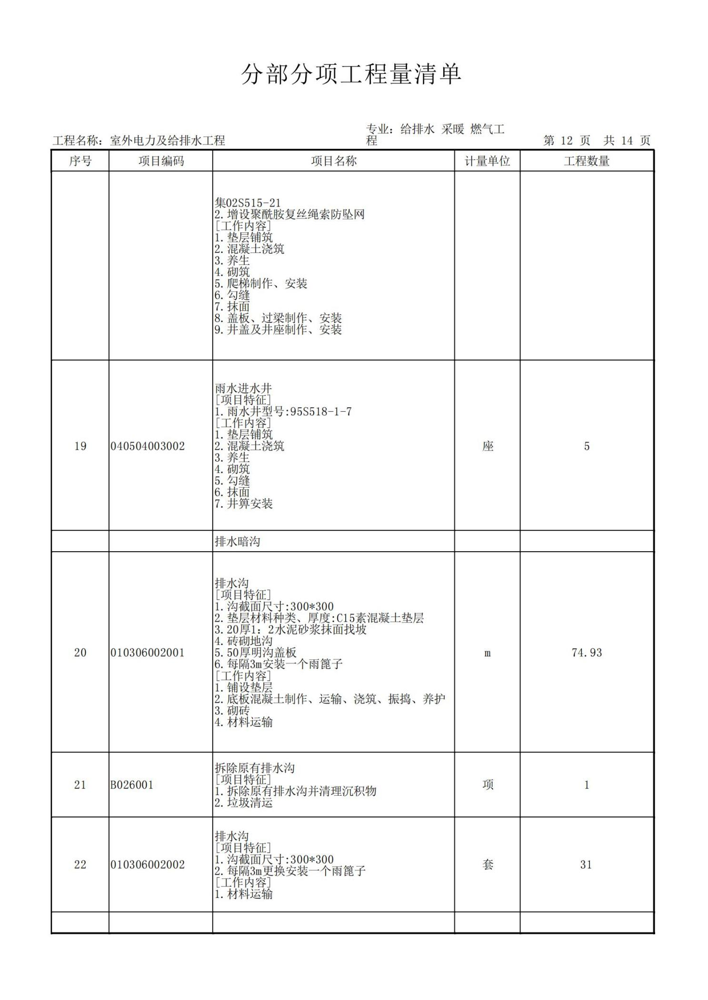 分部分项工程量清单
专业：给排水 采暖 燃气工
工程名称：室外电力及给排水工程 程 第 12 页 共 14 页
序号 项目编码 项目名称 计量单位 工程数量
集02S515-21
2.增设聚酰胺复丝绳索防坠网
[工作内容]
1.垫层铺筑
2.混凝土浇筑
3.养生
4.砌筑
5.爬梯制作、安装
6.勾缝
7.抹面
8.盖板、过梁制作、安装
9.井盖及井座制作、安装
雨水进水井
[项目特征]
1.雨水井型号:95S518-1-7
[工作内容]
1.垫层铺筑
19 040504003002 2.混凝土浇筑 座 5
3.养生
4.砌筑
5.勾缝
6.抹面
7.井箅安装
排水暗沟
排水沟
[项目特征]
1.沟截面尺寸:300*300
2.垫层材料种类、厚度:C15素混凝土垫层
3.20厚1：2水泥砂浆抹面找坡
4.砖砌地沟
20 010306002001 5.50厚明沟盖板 m 74.93
6.每隔3m安装一个雨篦子
[工作内容]
1.铺设垫层
2.底板混凝土制作、运输、浇筑、振捣、养护
3.砌砖
4.材料运输
拆除原有排水沟
[项目特征]
21 B026001 1.拆除原有排水沟并清理沉积物 项 1
2.垃圾清运
排水沟
[项目特征]
1.沟截面尺寸:300*300
22 010306002002 2.每隔3m更换安装一个雨篦子 套 31
[工作内容]
1.材料运输